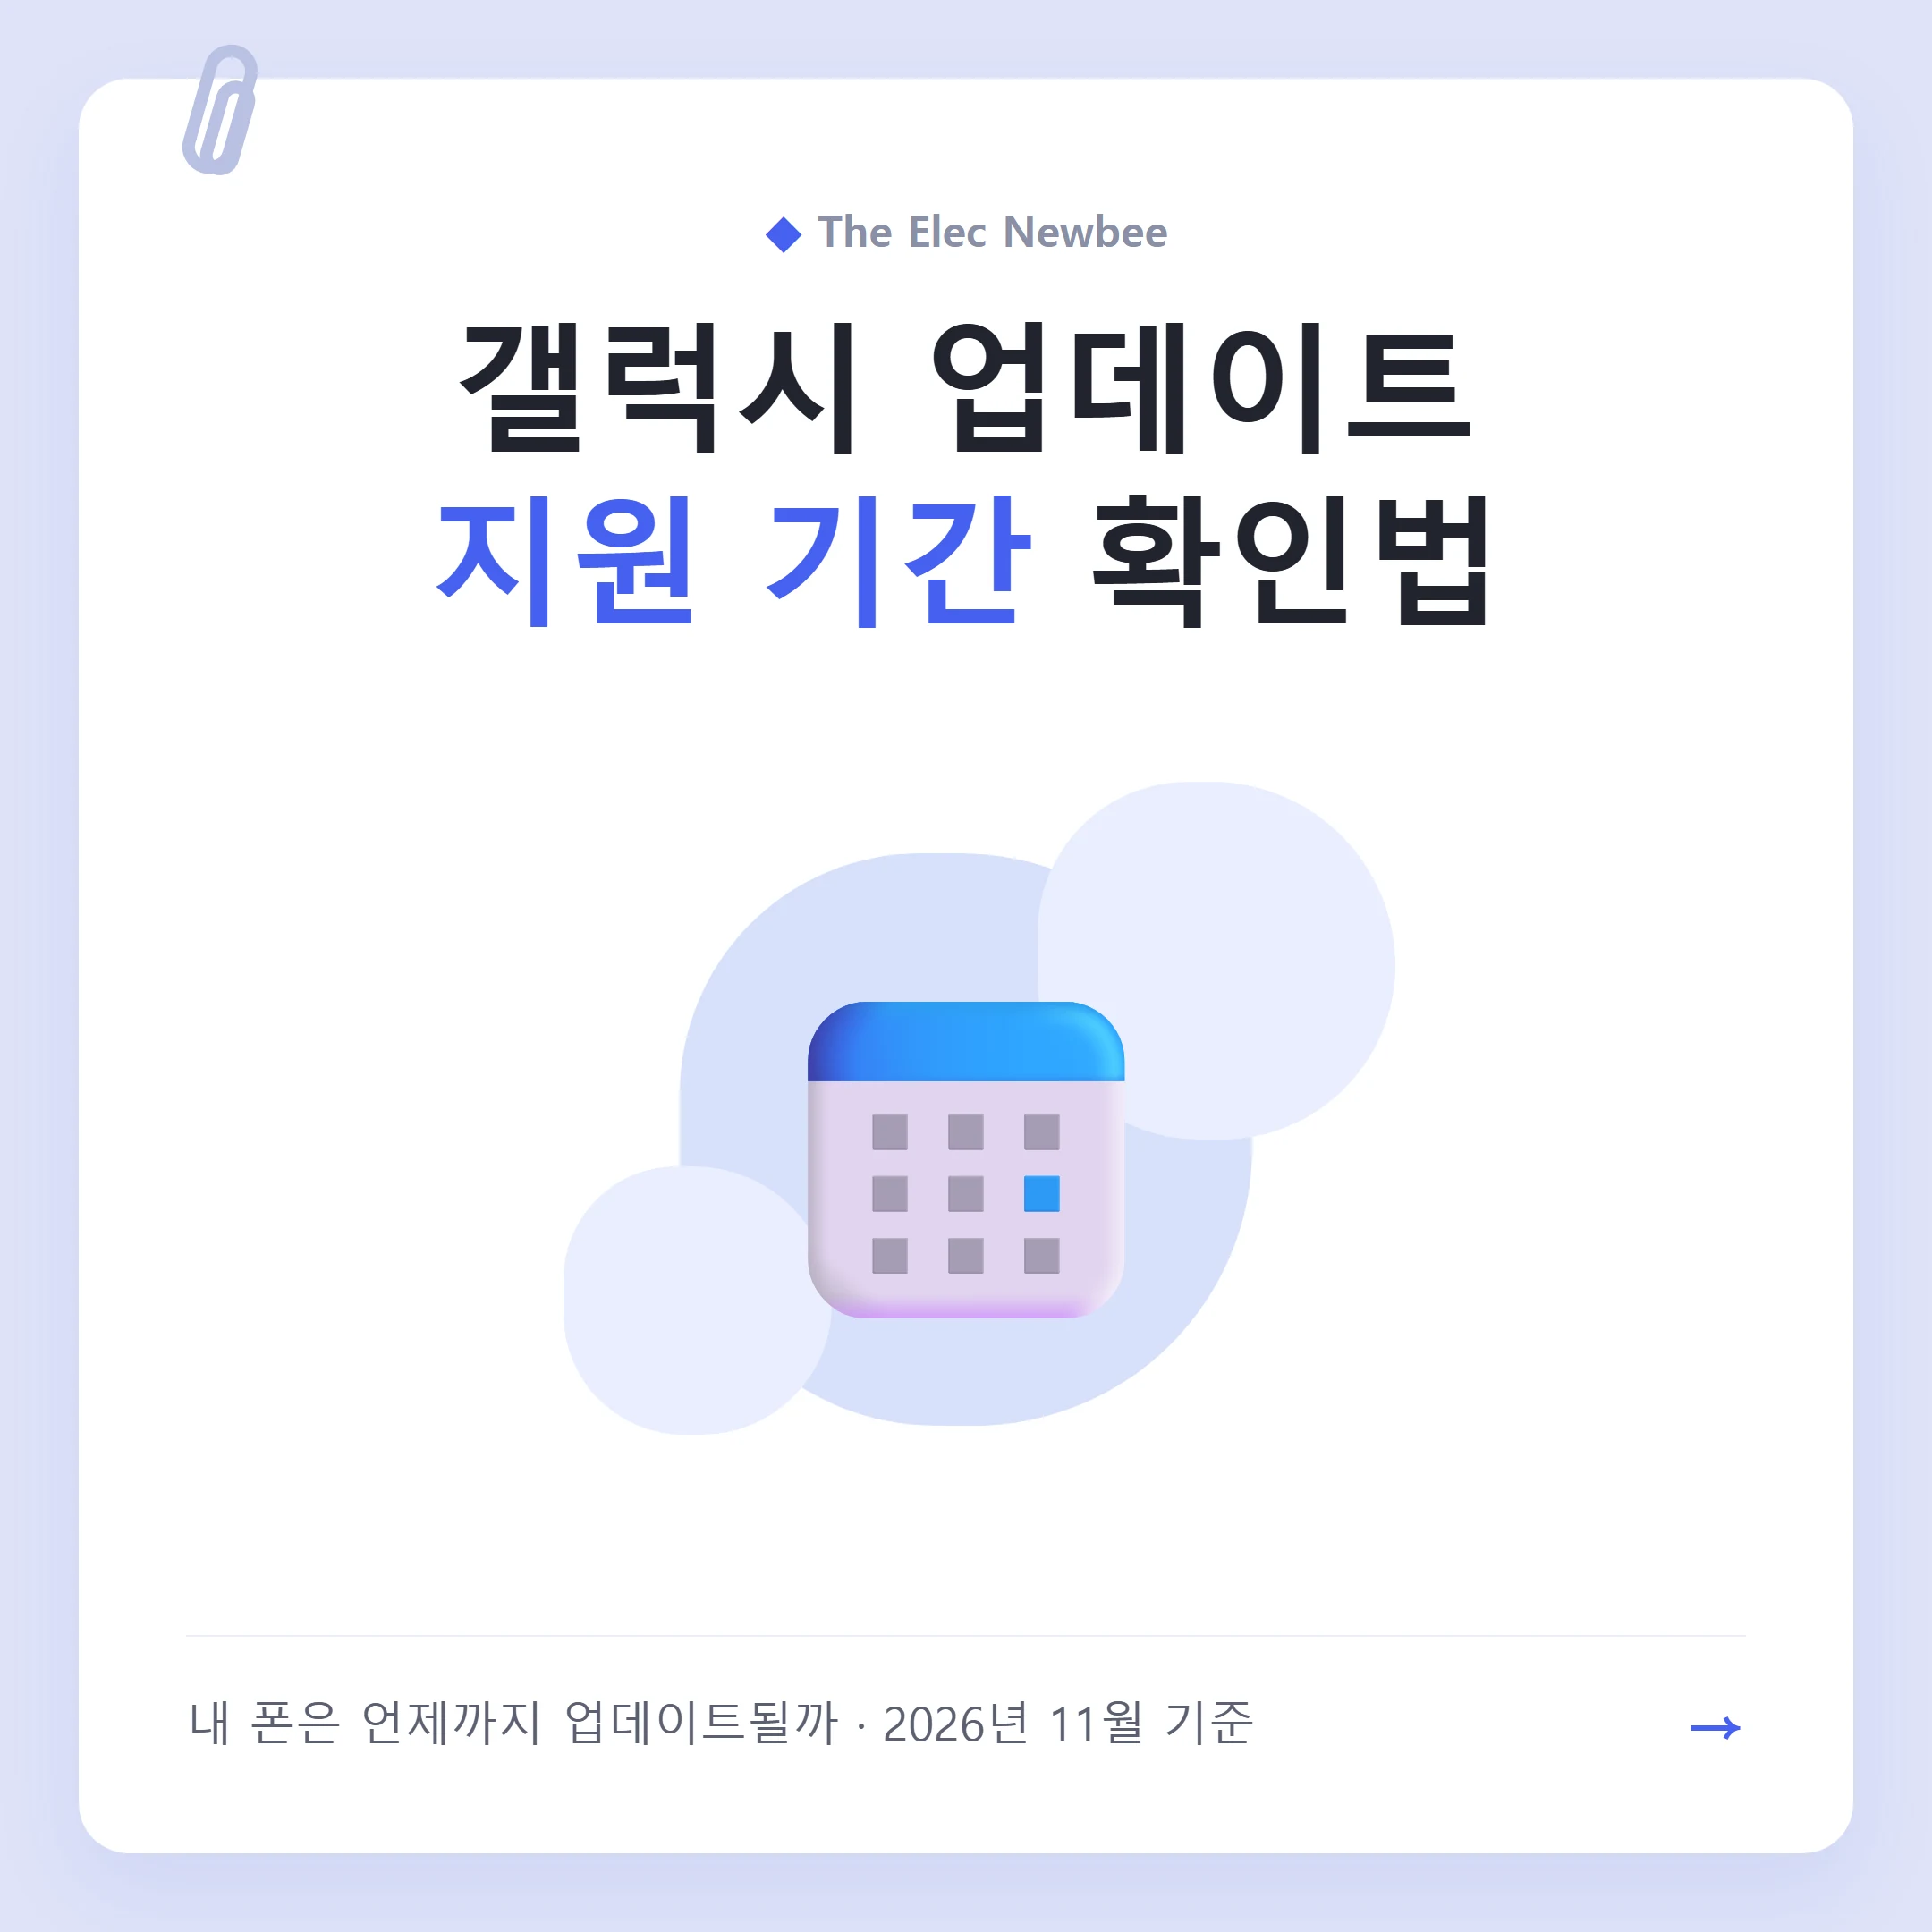 The Elec Newbee
갤럭시 업데이트
지원 기간 확인법
내 폰은 언제까지 업데이트될까 · 2026년 11월 기준 →